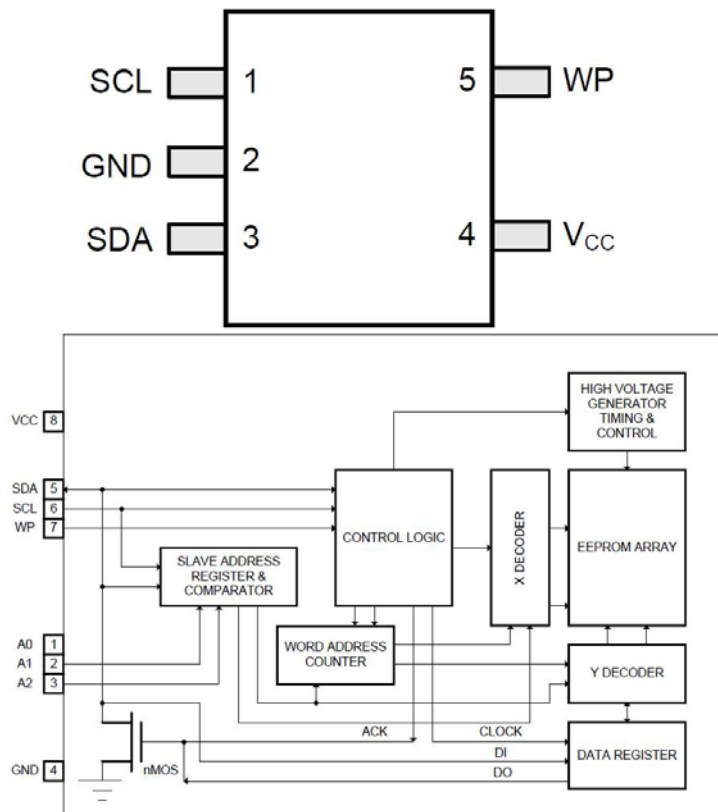 SCL 1 5 WP
GND 2
SDA 3 4 VCC
HIGH VOLTAGE
GENERATOR
TIMING &
CONTROL
VCC 8
SDA 5
SCL 6
WP 7
CONTROL LOGIC
X DECODER
EEPROM ARRAY
SLAVE ADDRESS
REGISTER &
COMPARATOR
A0 1
A1 2
A2 3
WORD ADDRESS
COUNTER
Y DECODER
ACK
CLOCK
DI
DO
DATA REGISTER
nMOS
GND 4